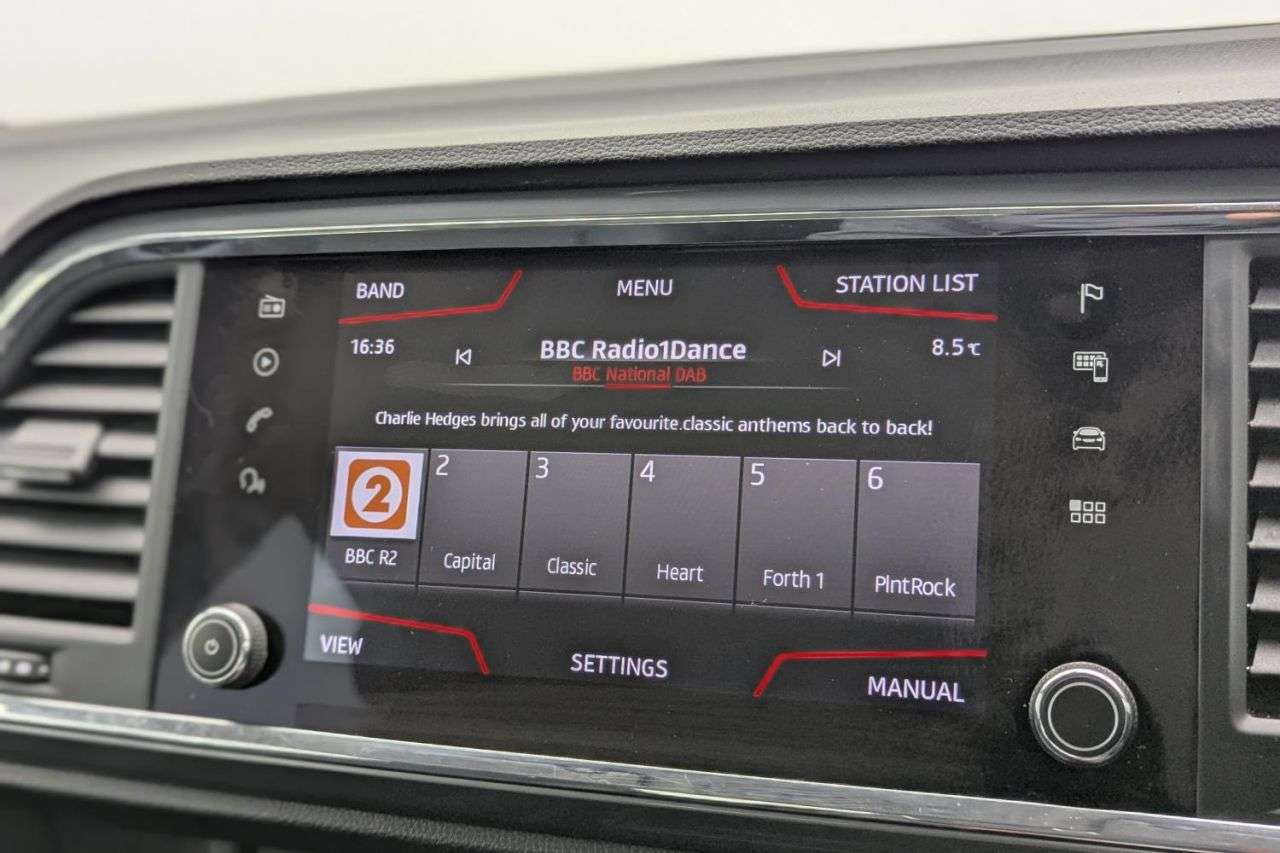 BAND MENU STATION LIST
16:36 BBC Radio1Dance 8.5°C
BBC National DAB
Charlie Hedges brings all of your favourite classic anthems back to back!
2 2 3 4 5 6
BBC R2 Capital Classic Heart Forth 1 PlntRock
VIEW SETTINGS MANUAL